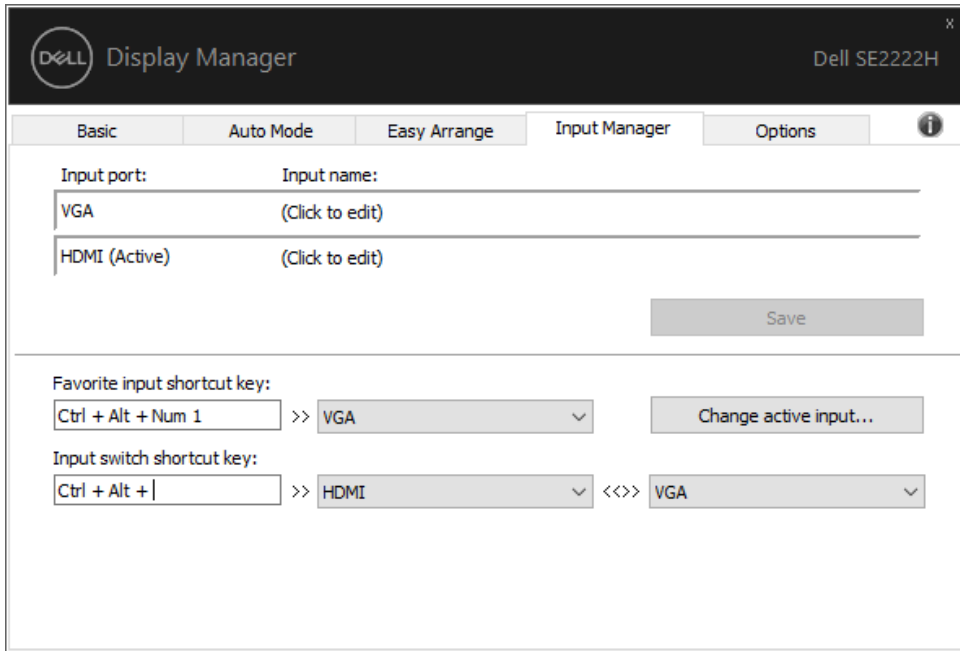 x
DELL Display Manager Dell SE2222H
Basic Auto Mode Easy Arrange Input Manager Options i
Input port: Input name:
VGA (Click to edit)
HDMI (Active) (Click to edit)
Save
Favorite input shortcut key:
Ctrl + Alt + Num 1 >> VGA Change active input...
Input switch shortcut key:
Ctrl + Alt + >> HDMI <<>> VGA